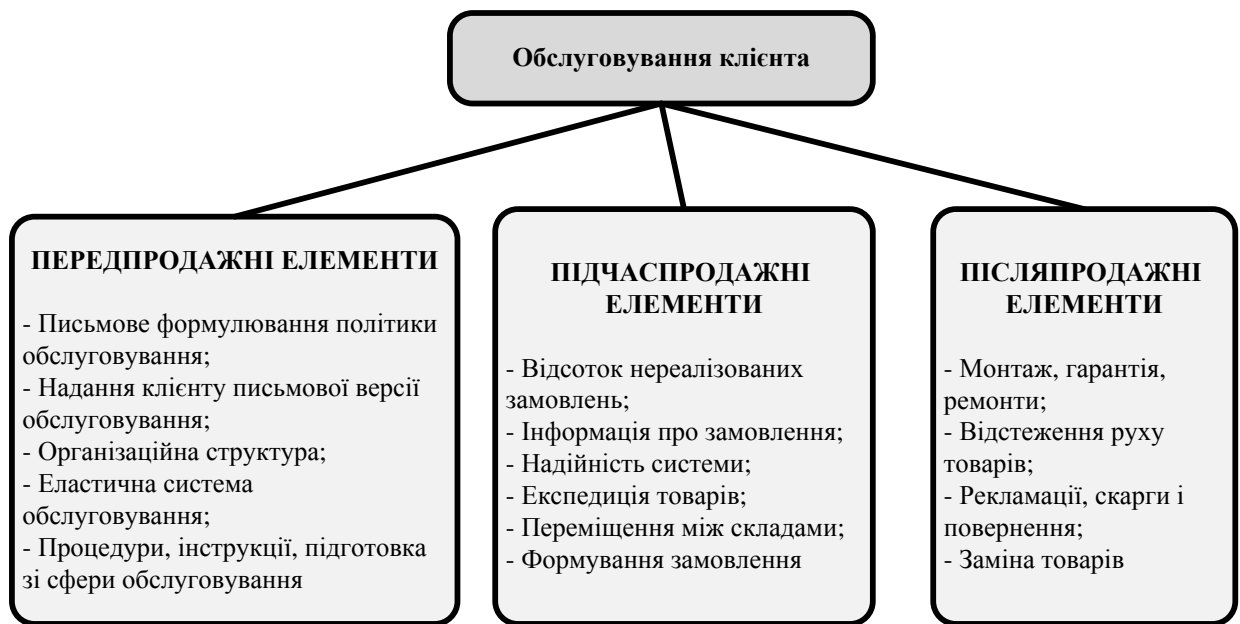 Обслуговування клієнта
ПЕРЕДПРОДАЖНІ ЕЛЕМЕНТИ
- Письмове формулювання політики
обслуговування;
- Надання клієнту письмової версії
обслуговування;
- Організаційна структура;
- Еластична система
обслуговування;
- Процедури, інструкції, підготовка
зі сфери обслуговування
ПІДЧАСПРОДАЖНІ
ЕЛЕМЕНТИ
- Відсоток нереалізованих
замовлень;
- Інформація про замовлення;
- Надійність системи;
- Експедиція товарів;
- Переміщення між складами;
- Формування замовлення
ПІСЛЯПРОДАЖНІ
ЕЛЕМЕНТИ
- Монтаж, гарантія,
ремонти;
- Відстеження руху
товарів;
- Рекламації, скарги і
повернення;
- Заміна товарів